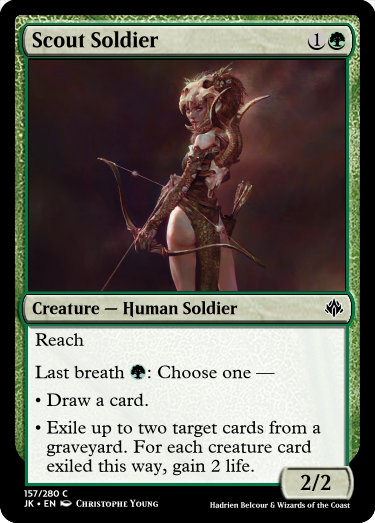 Scout Soldier 1
Creature — Human Soldier
Reach
Last breath : Choose one —
• Draw a card.
• Exile up to two target cards from a
graveyard. For each creature card
exiled this way, gain 2 life.
2/2
157/280 C
JK • EN Christophe Young
Hadrien Belcour & Wizards of the Coast